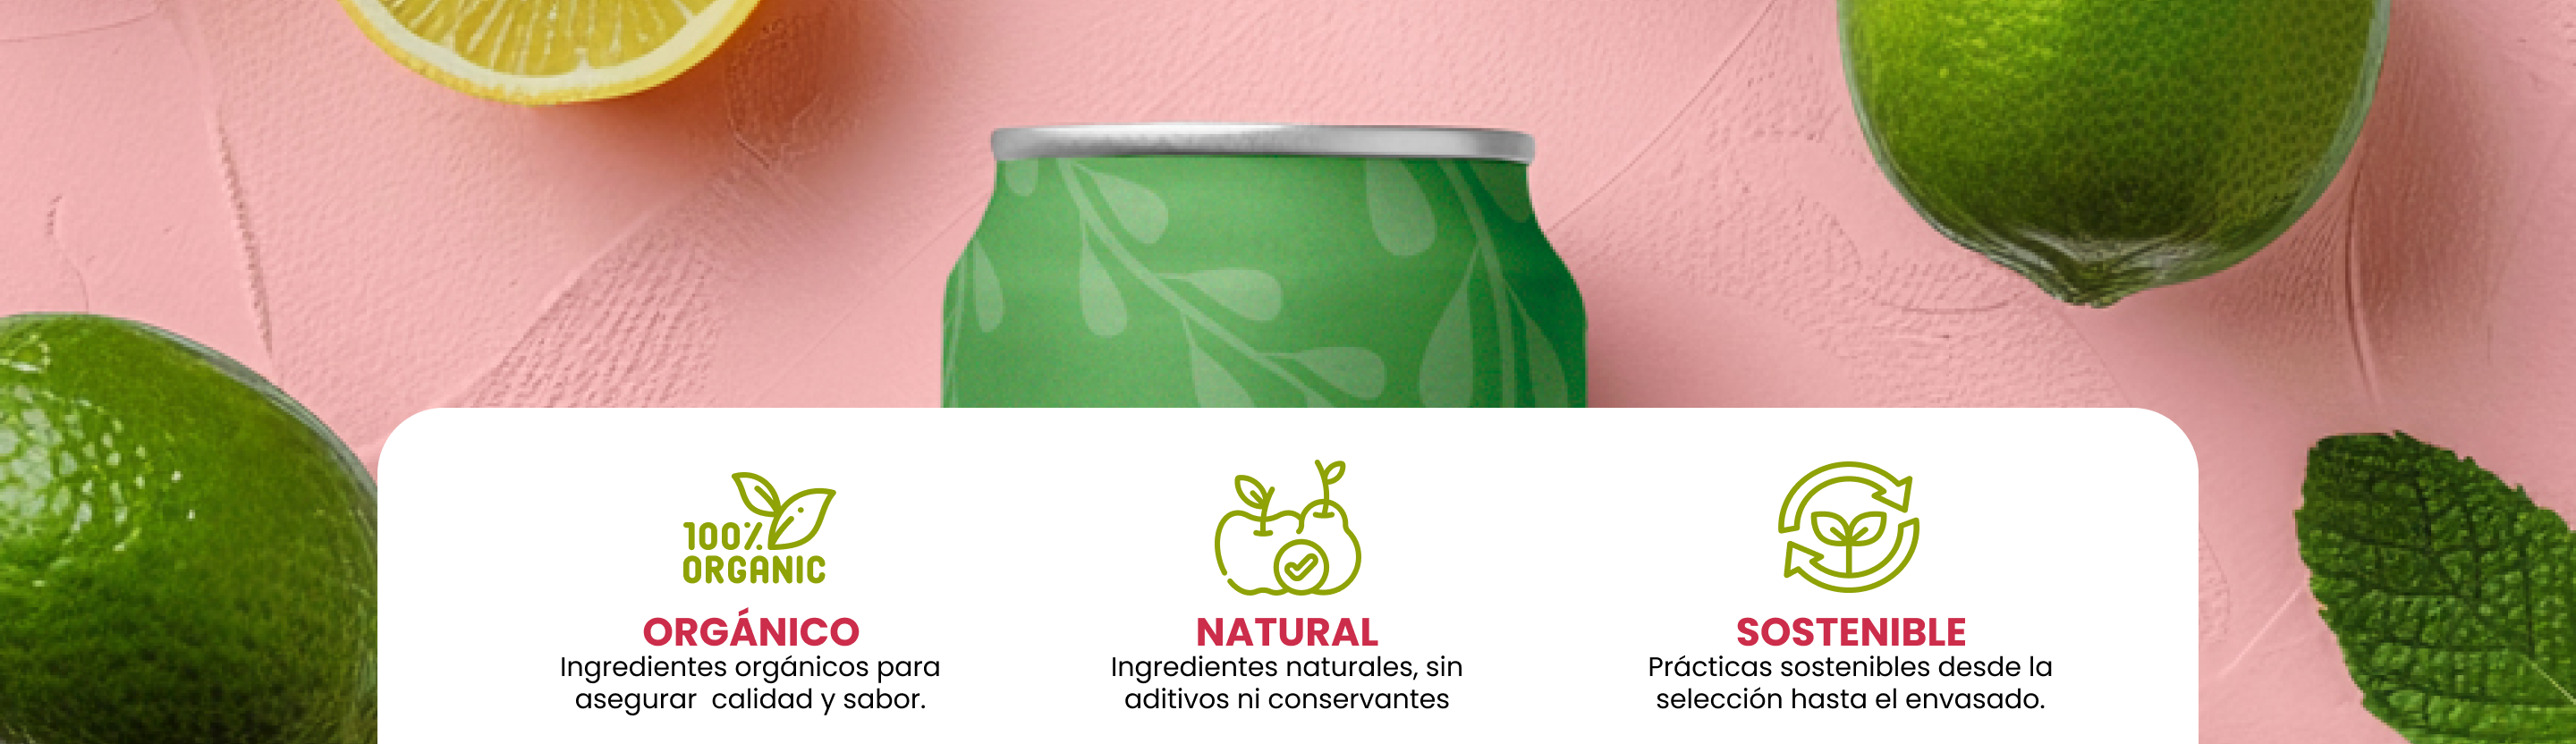 100%
ORGANIC
ORGÁNICO
Ingredientes orgánicos para
asegurar  calidad y sabor.
NATURAL
Ingredientes naturales, sin
aditivos ni conservantes
SOSTENIBLE
Prácticas sostenibles desde la
selección hasta el envasado.